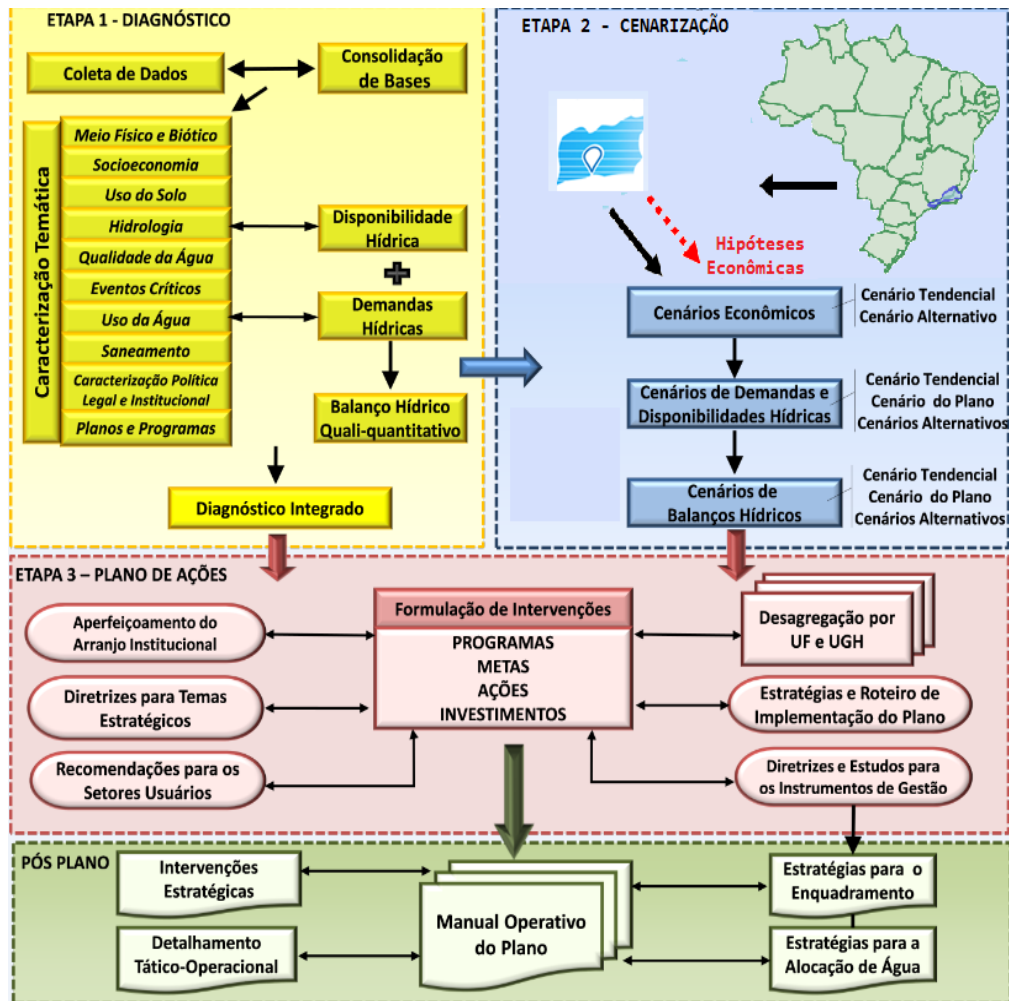 ETAPA 1 - DIAGNÓSTICO
Coleta de Dados
Consolidação
de Bases
Caracterização Temática
Meio Físico e Biótico
Socioeconomia
Uso do Solo
Hidrologia
Qualidade da Água
Eventos Críticos
Uso da Água
Saneamento
Caracterização Política
Legal e Institucional
Planos e Programas
Disponibilidade
Hídrica
Demandas
Hídricas
Balanço Hídrico
Quali-quantitativo
Diagnóstico Integrado
ETAPA 2 - CENARIZAÇÃO
Hipóteses
Econômicas
Cenários Econômicos
Cenário Tendencial
Cenário Alternativo
Cenários de Demandas e
Disponibilidades Hídricas
Cenário Tendencial
Cenário do Plano
Cenários Alternativos
Cenários de
Balanços Hídricos
Cenário Tendencial
Cenário do Plano
Cenários Alternativos
ETAPA 3 – PLANO DE AÇÕES
Aperfeiçoamento do
Arranjo Institucional
Diretrizes para Temas
Estratégicos
Recomendações para os
Setores Usuários
Formulação de Intervenções
PROGRAMAS
METAS
AÇÕES
INVESTIMENTOS
Desagregação por
UF e UGH
Estratégias e Roteiro de
Implementação do Plano
Diretrizes e Estudos para
os Instrumentos de Gestão
PÓS PLANO
Intervenções
Estratégicas
Detalhamento
Tático-Operacional
Manual Operativo
do Plano
Estratégias para o
Enquadramento
Estratégias para a
Alocação de Água